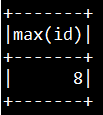 +-------+
|max(id)|
+-------+
|      8|
+-------+